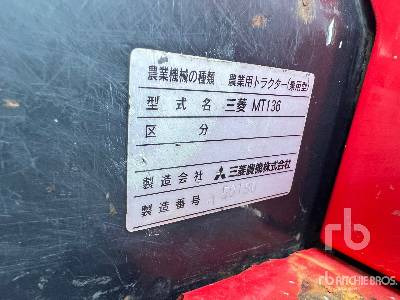 農業機械の種類 農業用トラクター(乗用型)
型式名 三菱 MT136
区分
製造会社 三菱農機株式会社
製造番号
rb
RITCHIE BROS.